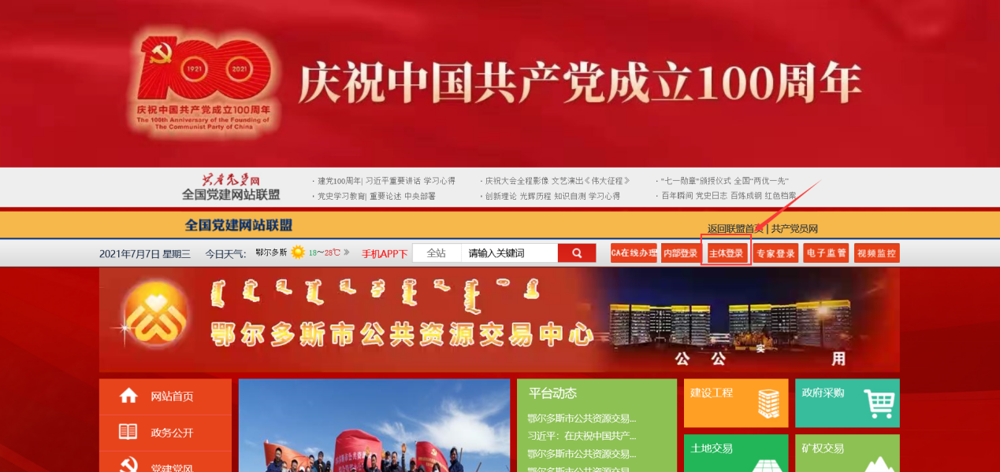 1921 2021
庆祝中国共产党成立100周年
The 100th Anniversary of the Founding of
The Communist Party of China
庆祝中国共产党成立100周年
共产党员网
全国党建网站联盟
· 建党100周年| 习近平重要讲话 学习心得
· 庆祝大会全程影像 文艺演出《伟大征程》
· “七一勋章”颁授仪式 全国“两优一先”
· 党史学习教育| 重要论述 中央部署
· 创新理论 光辉历程 知识自测 学习心得
· 百年瞬间 党史日志 百炼成钢 红色档案
全国党建网站联盟
返回联盟首页 | 共产党员网
2021年7月7日 星期三 今日天气: 鄂尔多斯 18～28℃ 手机APP下 全站 请输入关键词 CA在线办理 内部登录 主体登录 专家登录 电子监管 视频监控
鄂尔多斯市公共资源交易中心
公 公 实 用
网站首页
政务公开
党建党风
平台动态
鄂尔多斯市公共资源交易...
习近平：在庆祝中国共产...
鄂尔多斯市公共资源交易...
鄂尔多斯市公共资源交易...
建设工程
政府采购
土地交易
矿权交易